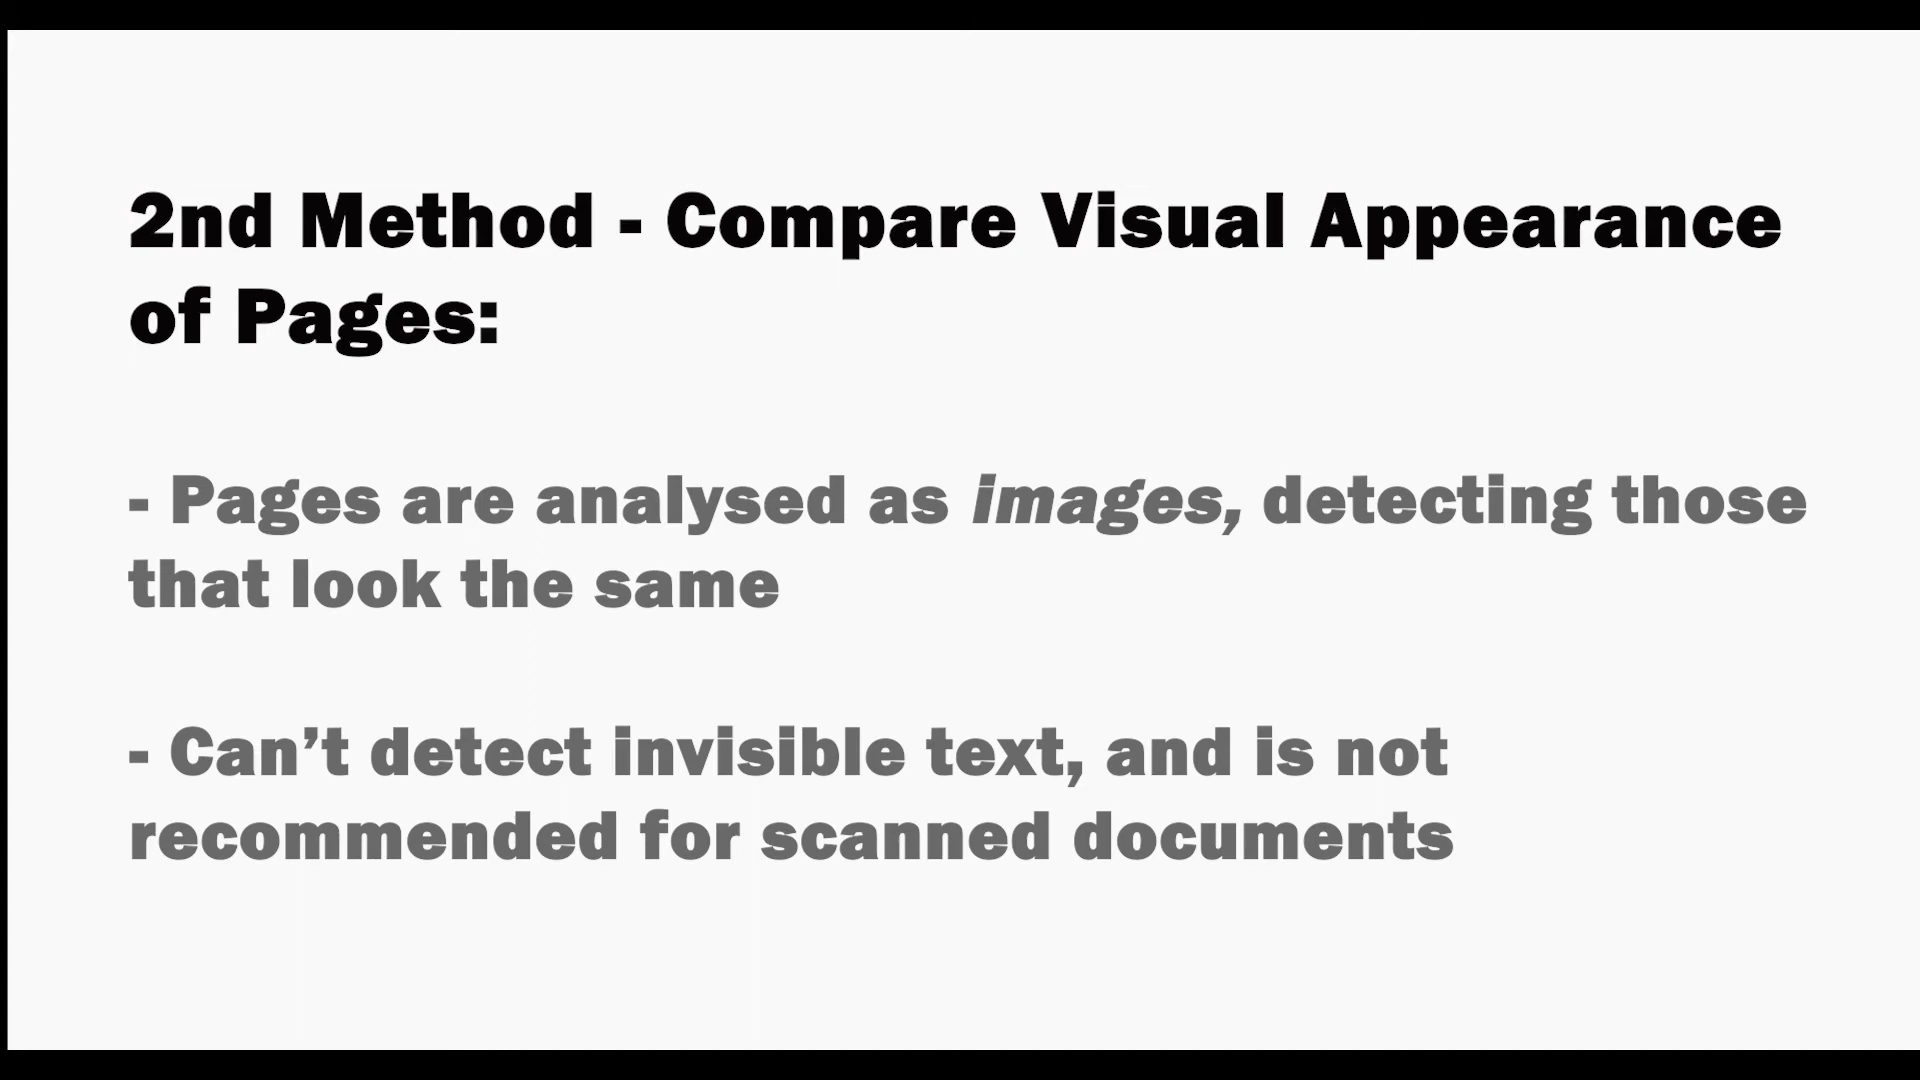 2nd Method - Compare Visual Appearance
of Pages:
- Pages are analysed as images, detecting those
that look the same
- Can’t detect invisible text, and is not
recommended for scanned documents